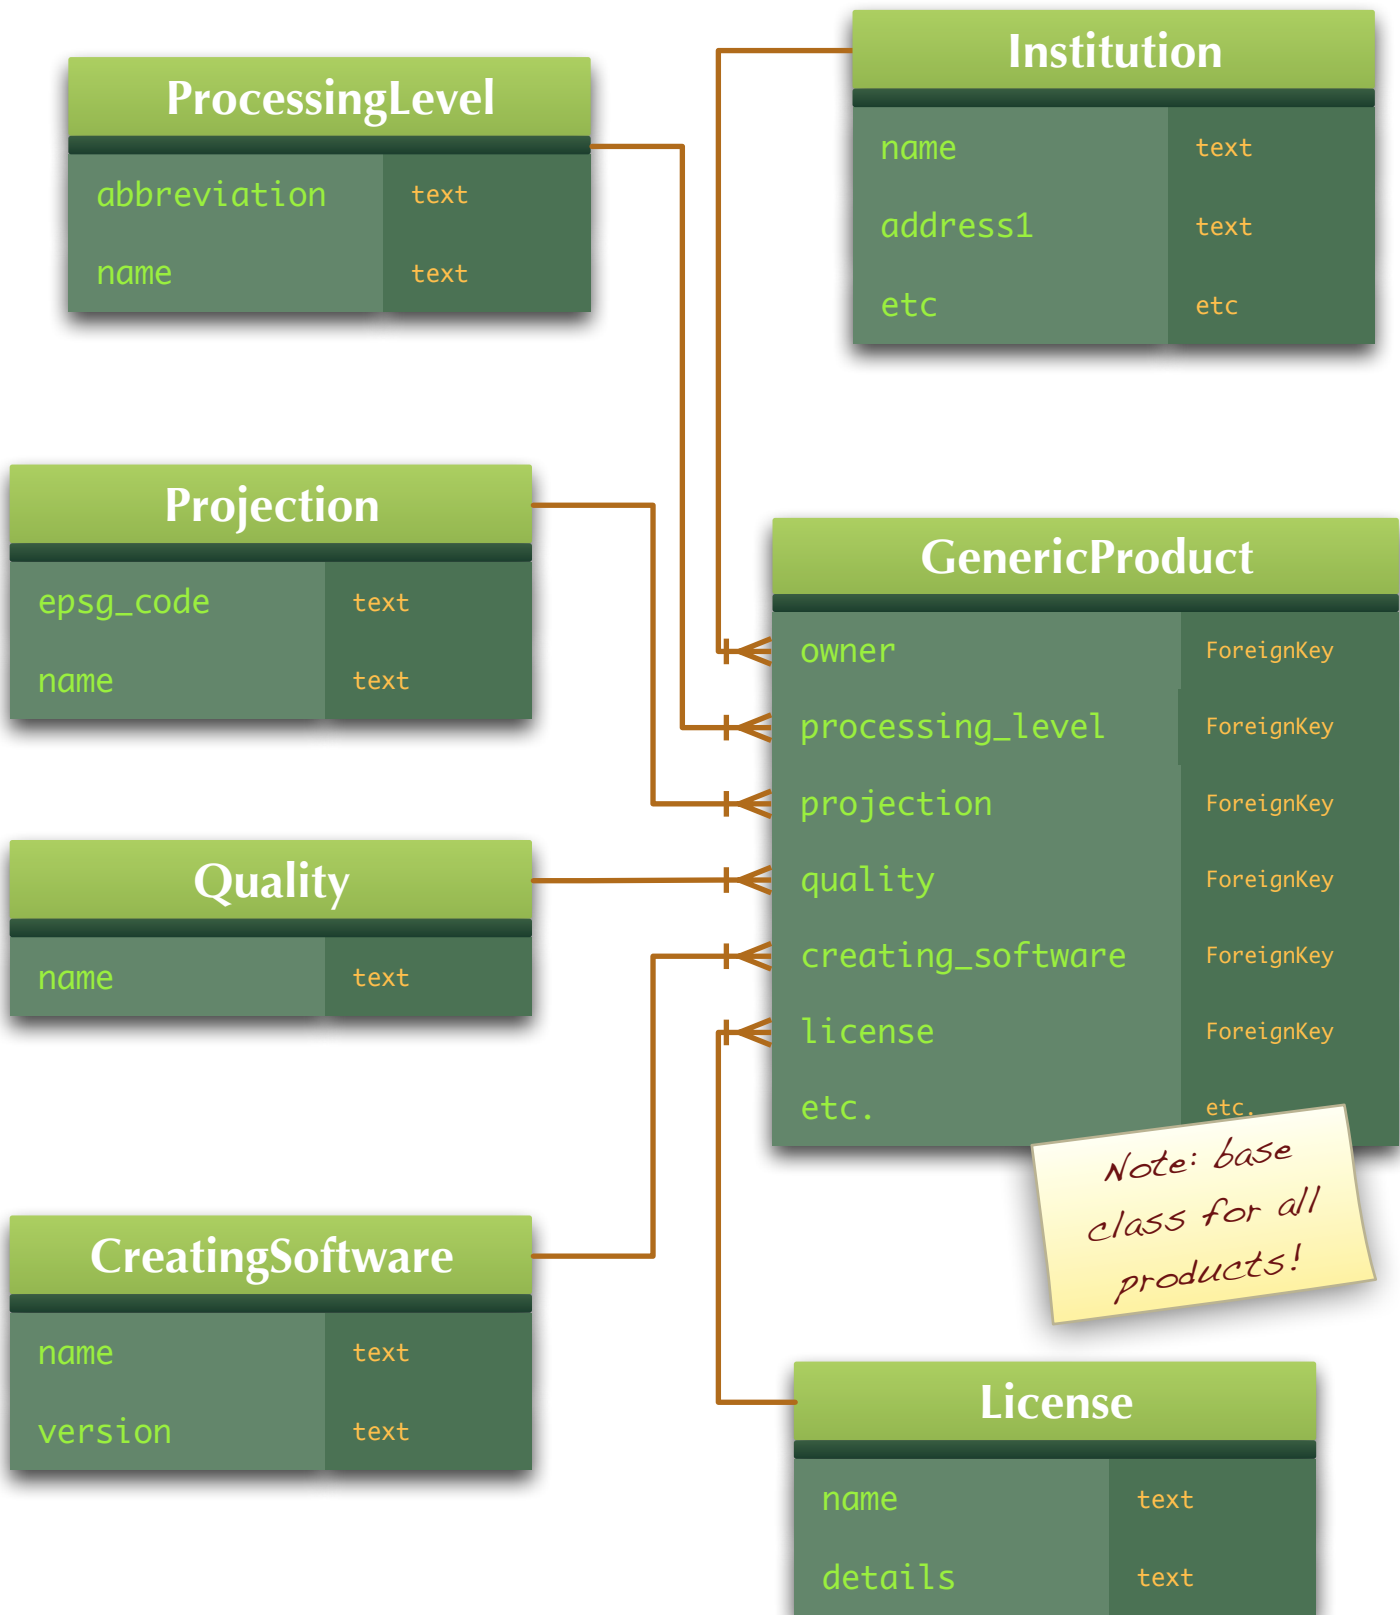 ProcessingLevel
abbreviation text
name text
Institution
name text
address1 text
etc etc
Projection
epsg_code text
name text
GenericProduct
owner ForeignKey
processing_level ForeignKey
projection ForeignKey
quality ForeignKey
creating_software ForeignKey
license ForeignKey
etc. etc.
Note: base
class for all
products!
Quality
name text
CreatingSoftware
name text
version text
License
name text
details text